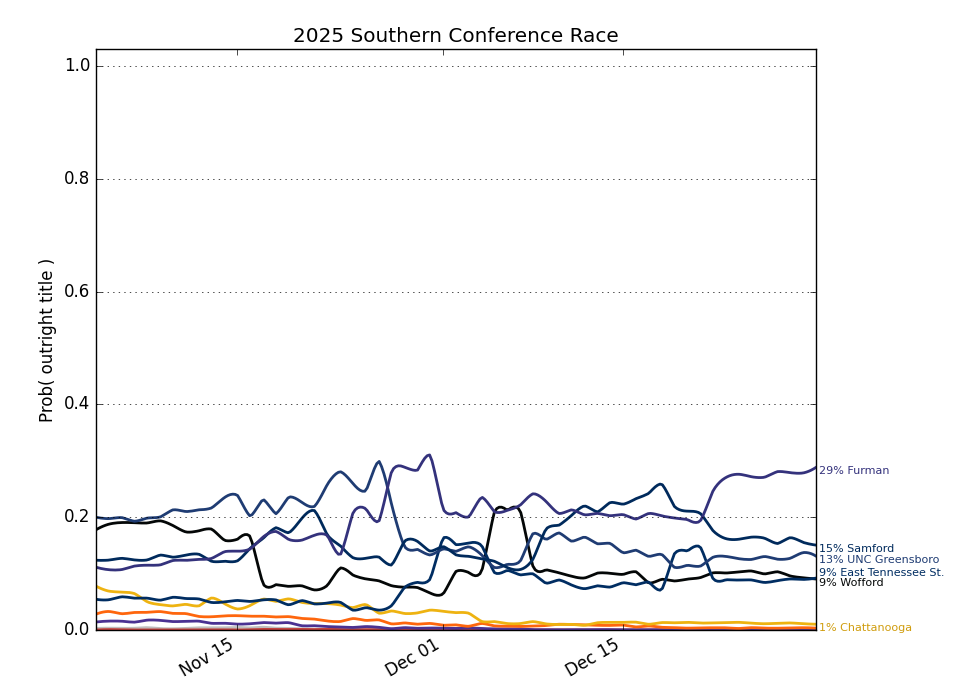 2025 Southern Conference Race
1.0
0.8
0.6
0.4
0.2
0.0
Prob( outright title )
Nov 15
Dec 01
Dec 15
29% Furman
15% Samford
13% UNC Greensboro
9% East Tennessee St.
9% Wofford
1% Chattanooga